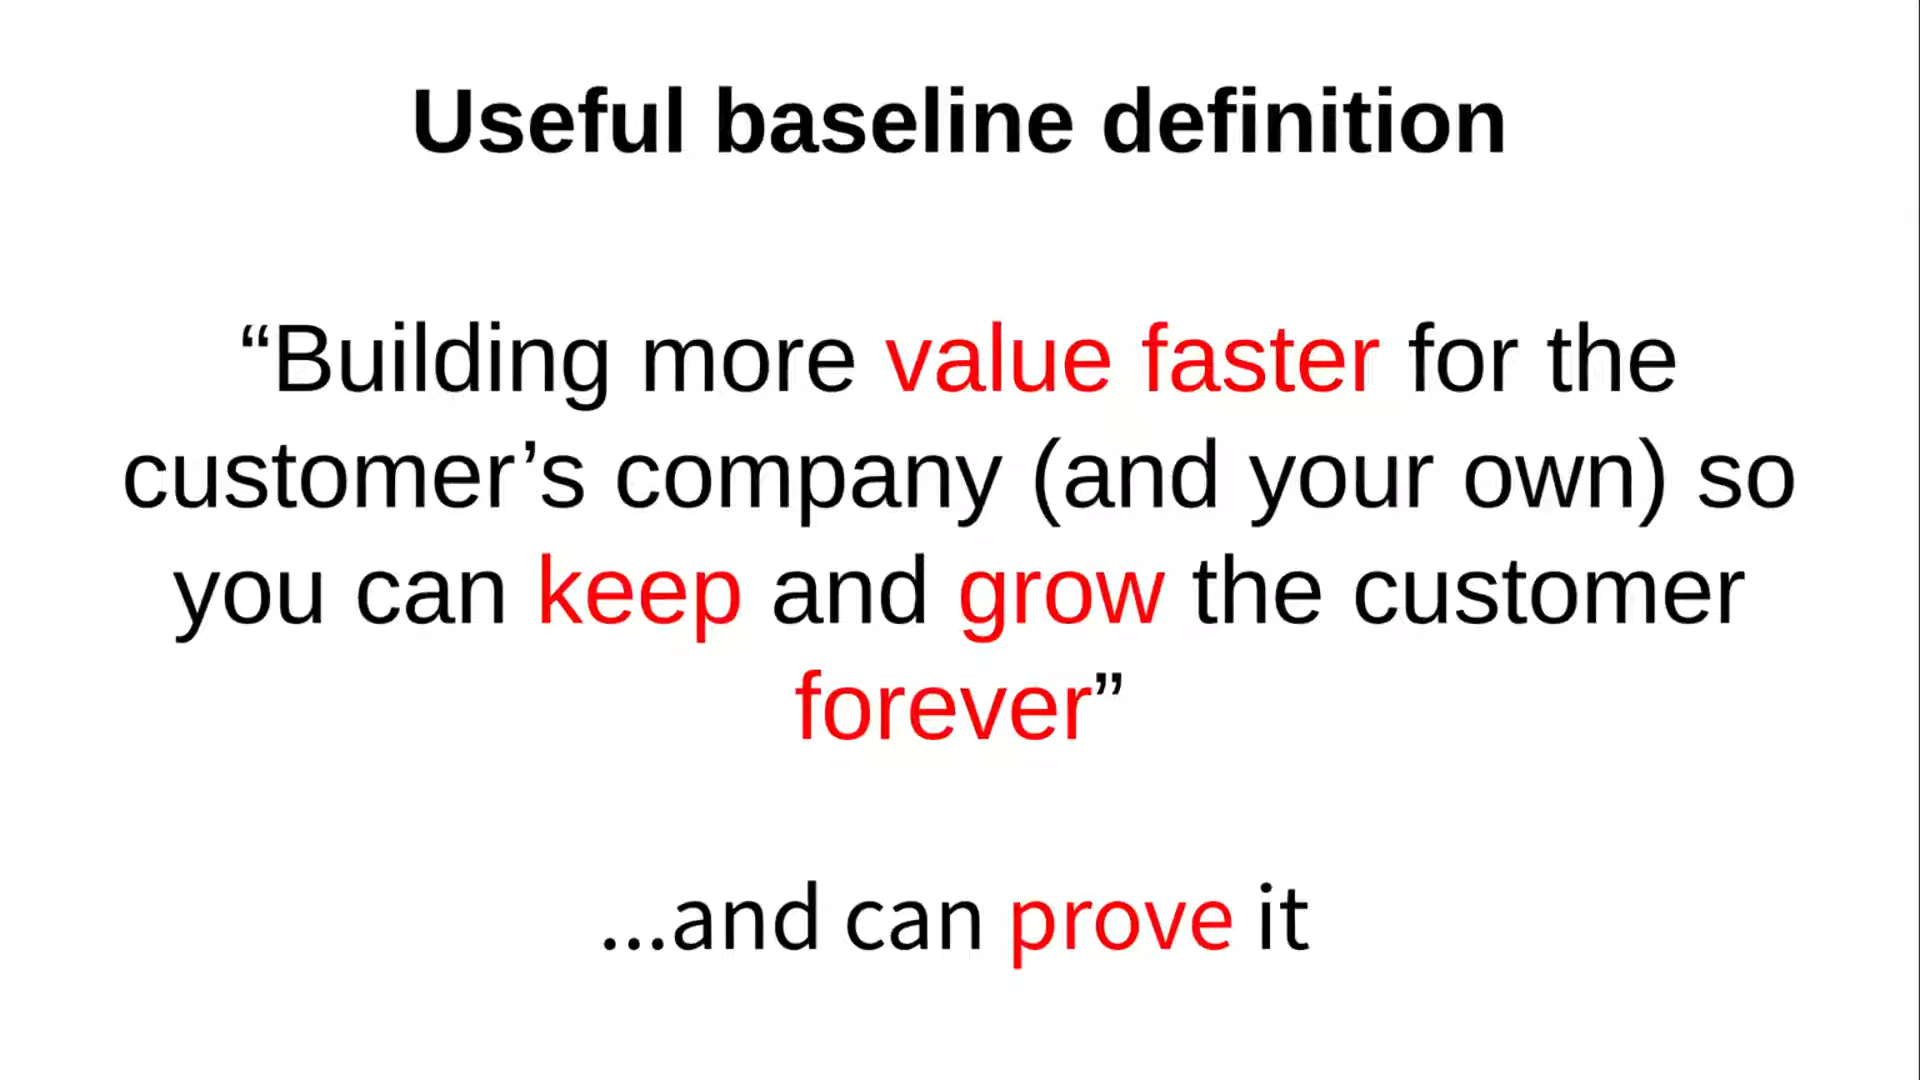 Useful baseline definition
“Building more value faster for the
customer’s company (and your own) so
you can keep and grow the customer
forever”
...and can prove it